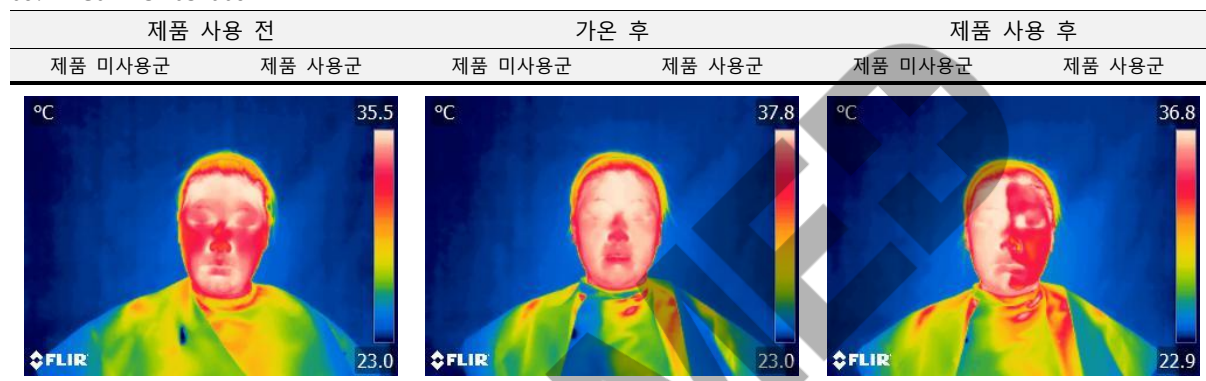 제품 사용 전 가온 후 제품 사용 후
제품 미사용군 제품 사용군 제품 미사용군 제품 사용군 제품 미사용군 제품 사용군
°C 35.5 °C 37.8 °C 36.8
FLIR 23.0 FLIR 23.0 FLIR 22.9